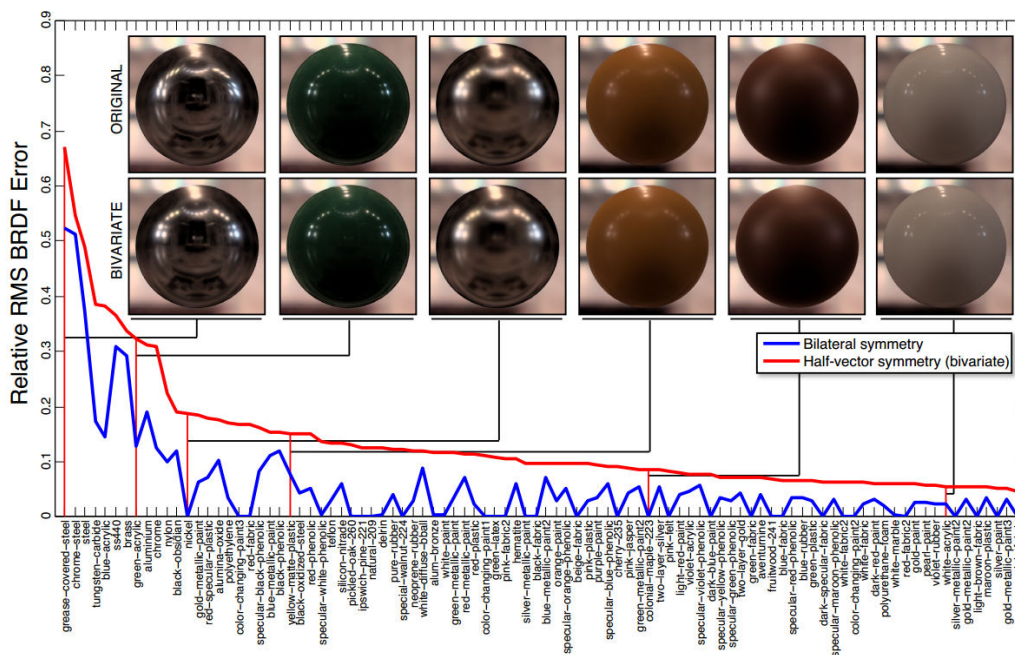 0.9
0.8
0.7
0.6
0.5
0.4
0.3
0.2
0.1
0
Relative RMS BRDF Error
ORIGINAL
BIVARIATE
Bilateral symmetry
Half-vector symmetry (bivariate)
grease-covered-steel
chrome-steel
steel
tungsten-carbide
blue-acrylic
ss440
brass
green-acrylic
aluminium
chrome
nylon
black-obsidian
nickel
gold-metallic-paint
red-specular-plastic
alumina-oxide
polyethylene
color-changing-paint3
red-fabric
specular-black-phenolic
blue-metallic-paint
black-phenolic
yellow-matte-plastic
black-oxidized-steel
red-phenolic
specular-white-phenolic
teflon
silicon-nitrade
pickled-oak-260
ipswich-pine-221
natural-209
delrin
pure-rubber
special-walnut-224
neoprene-rubber
white-diffuse-bball
alum-bronze
white-paint
green-metallic-paint
red-metallic-paint
red-plastic
color-changing-paint1
green-latex
pink-fabric2
hematite
silver-metallic-paint
black-fabric
blue-metallic-paint2
orange-paint
specular-orange-phenolic
beige-fabric
pink-plastic
purple-paint
specular-blue-phenolic
cherry-235
pink-jasper
green-metallic-paint2
colonial-maple-223
two-layer-silver
pink-felt
light-red-paint
violet-acrylic
specular-violet-phenolic
dark-blue-paint
specular-yellow-phenolic
specular-green-phenolic
two-layer-gold
green-fabric
aventurnine
fruitwood-241
blue-fabric
specular-red-phenolic
blue-rubber
green-plastic
dark-specular-fabric
specular-maroon-phenolic
white-fabric2
color-changing-paint2
white-fabric
dark-red-paint
polyurethane-foam
white-marble
red-fabric2
gold-paint
pearl-paint
violet-rubber
white-acrylic
silver-metallic-paint2
gold-metallic-paint2
light-brown-fabric
maroon-plastic
silver-paint
gold-metallic-paint3